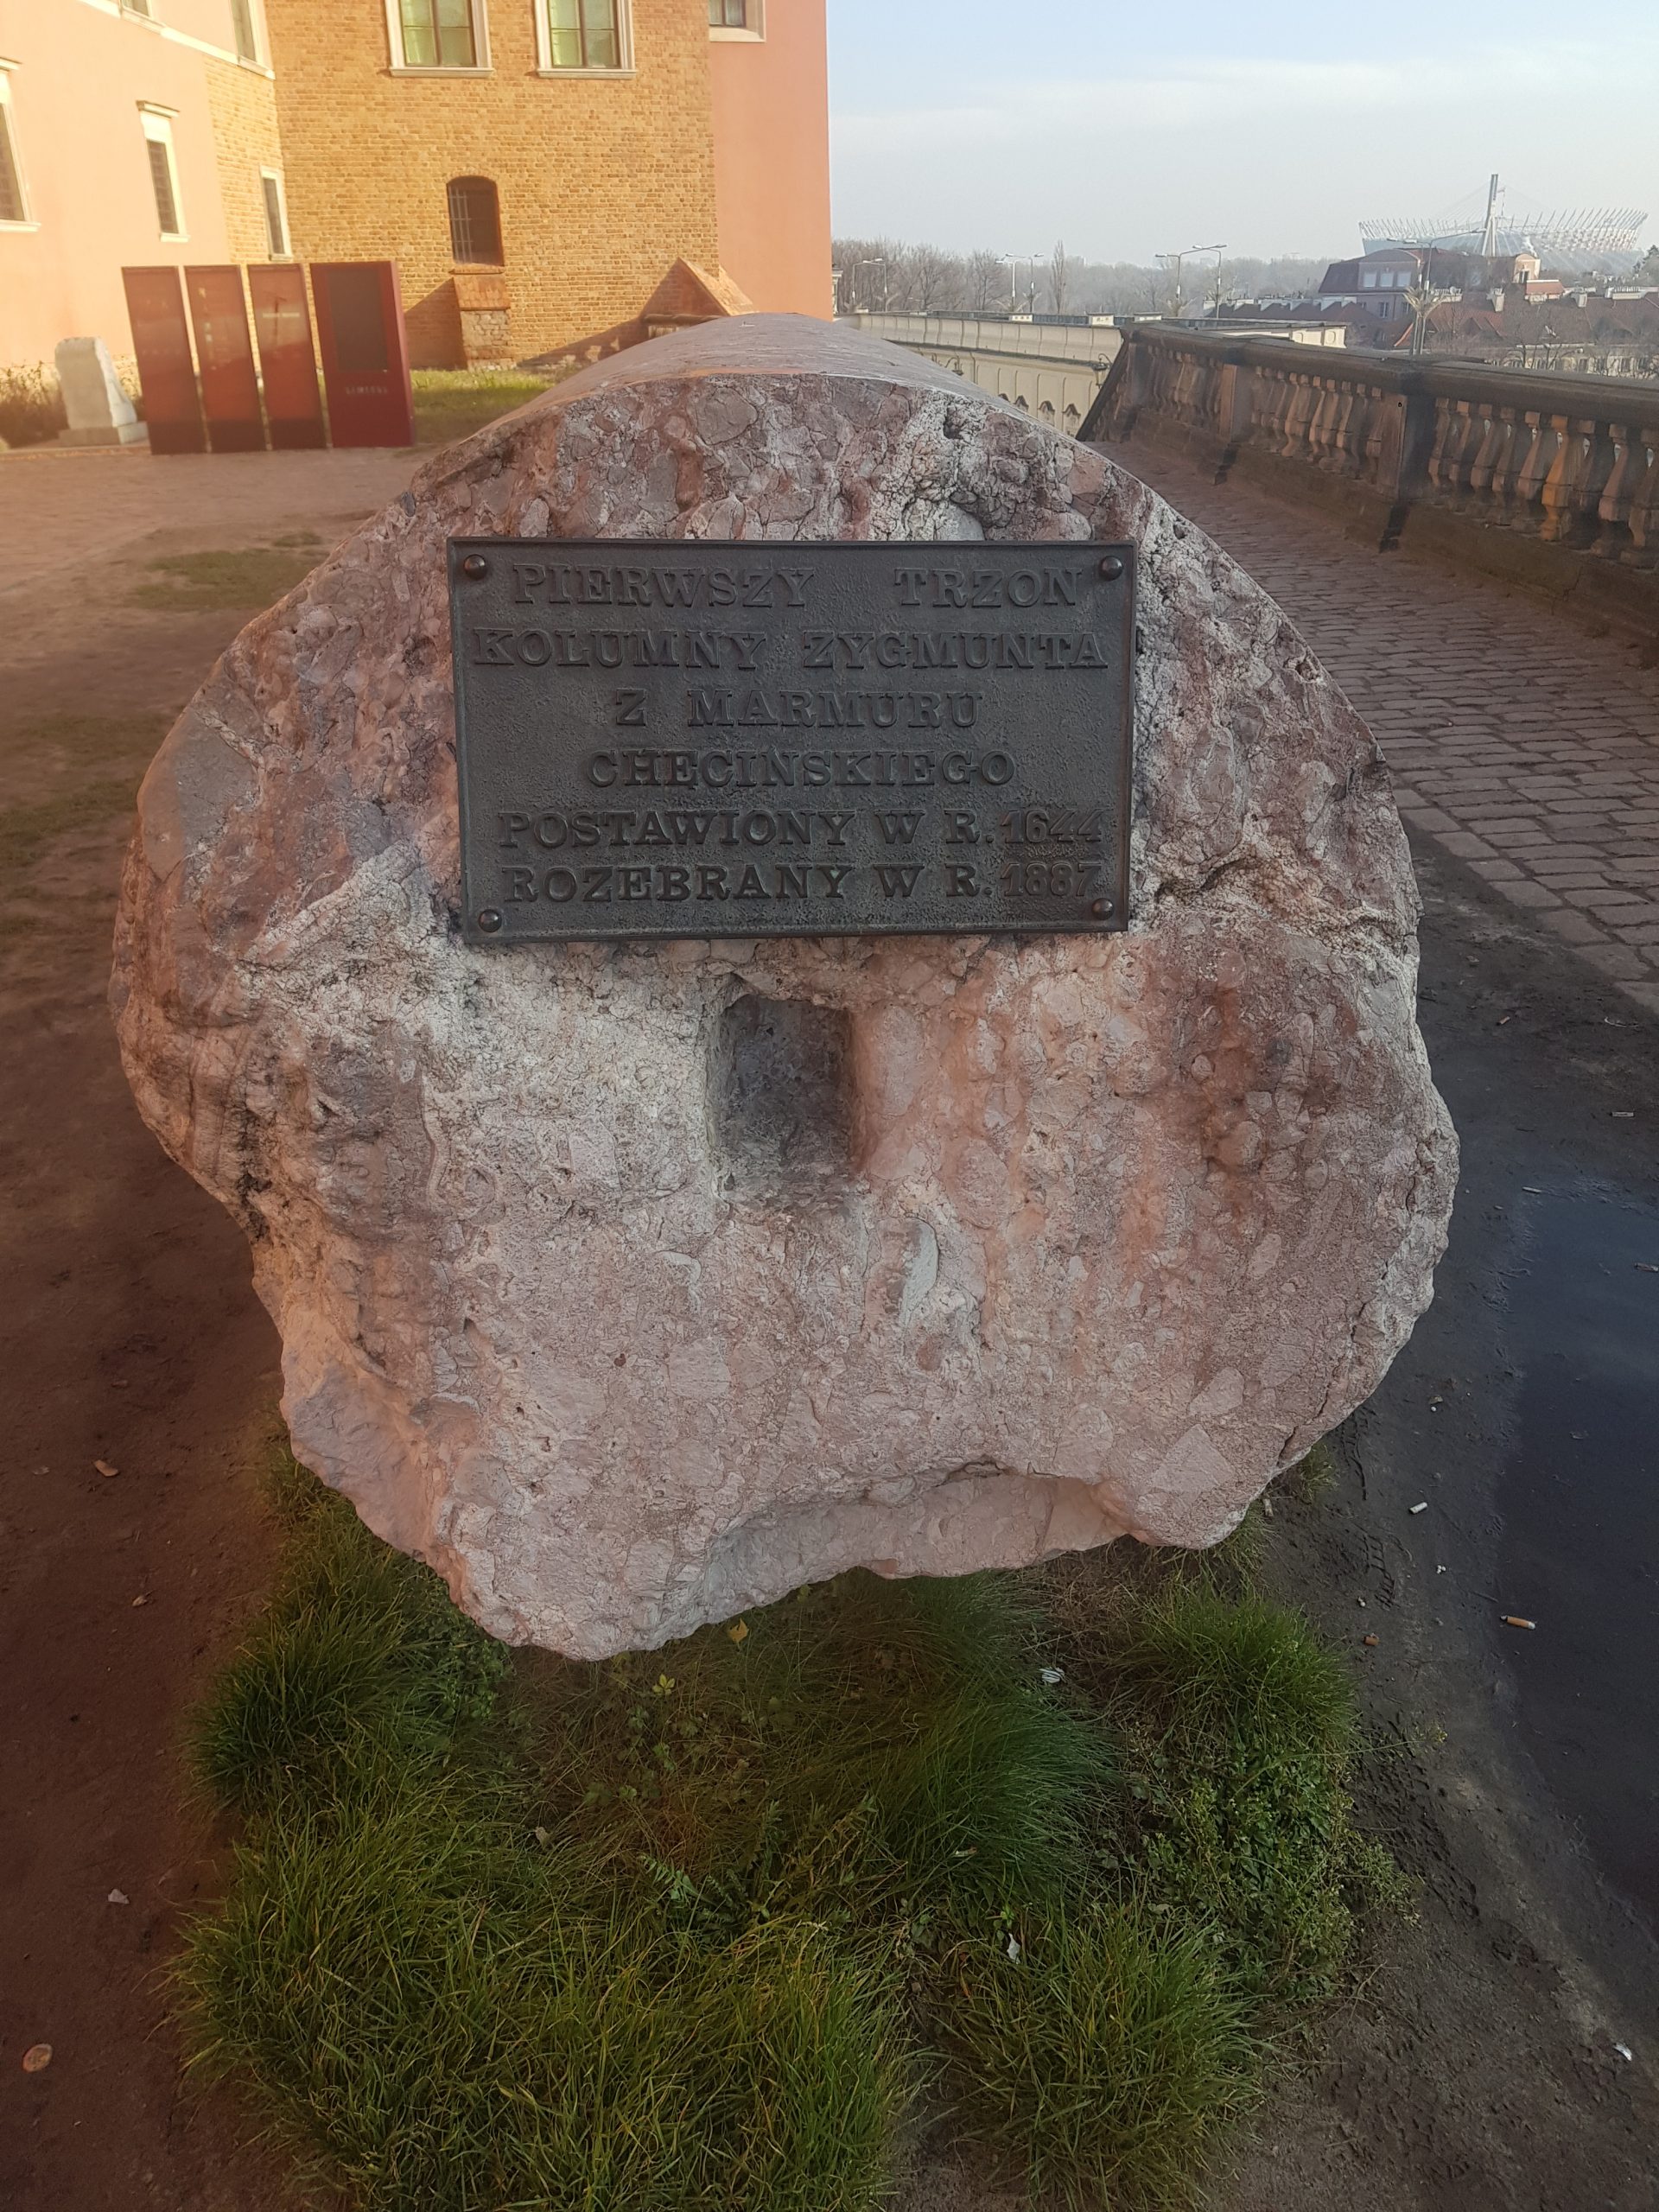 PIERWSZY TRZON
KOLUMNY ZYGMUNTA
Z MARMURU
CHĘCIŃSKIEGO
POSTAWIONY W R. 1644
ROZEBRANY W R. 1887